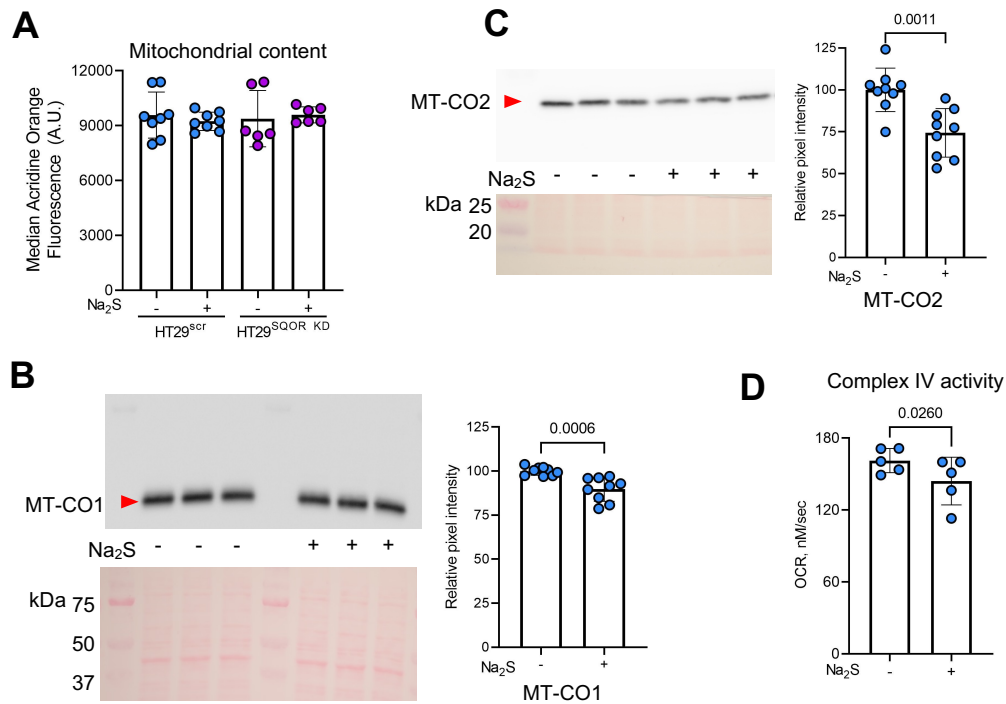 A
Mitochondrial content
Median Acridine Orange
Fluorescence (A.U.)
12000
9000
6000
3000
0
Na₂S - + - +
HT29ˢᶜʳ HT29ˢQᴼᴿ ᴷᴰ
B
MT-CO1
Na₂S - - - + + +
kDa 75
50
37
Relative pixel intensity
125
100
75
50
25
0
0.0006
Na₂S - +
MT-CO1
C
MT-CO2
Na₂S - - - + + +
kDa 25
20
Relative pixel intensity
125
100
75
50
25
0
0.0011
Na₂S - +
MT-CO2
D
Complex IV activity
OCR, nM/sec
180
120
60
0
0.0260
Na₂S - +